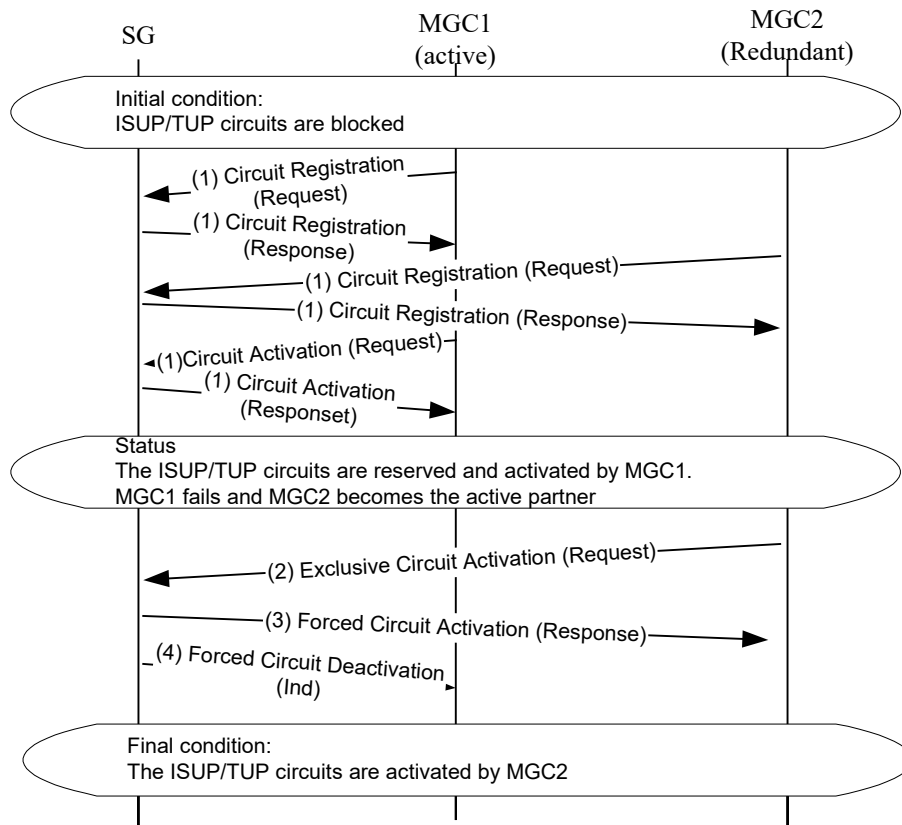 SG
MGC1
(active)
MGC2
(Redundant)
Initial condition:
ISUP/TUP circuits are blocked
(1) Circuit Registration
(Request)
(1) Circuit Registration
(Response)
(1) Circuit Registration (Request)
(1) Circuit Registration (Response)
(1)Circuit Activation (Request)
(1) Circuit Activation
(Responset)
Status
The ISUP/TUP circuits are reserved and activated by MGC1.
MGC1 fails and MGC2 becomes the active partner
(2) Exclusive Circuit Activation (Request)
(3) Forced Circuit Activation (Response)
(4) Forced Circuit Deactivation
(Ind)
Final condition:
The ISUP/TUP circuits are activated by MGC2